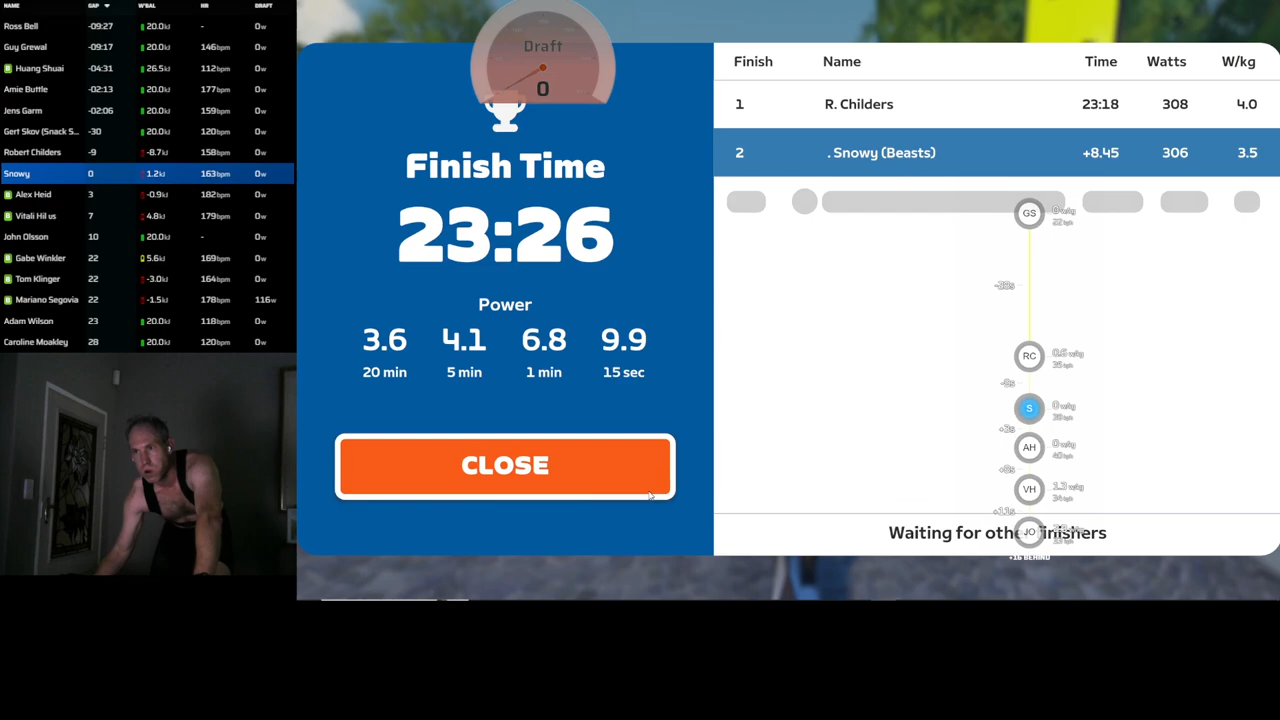 NAME GAP W'BAL HR DRAFT
Ross Bell -09:27 20.0kJ - 0w
Guy Grewal -09:17 20.0kJ 146bpm 0w
B Huang Shuai -04:31 26.5kJ 112bpm 0w
Amie Buttle -02:13 20.0kJ 177bpm 0w
Jens Garm -02:06 20.0kJ 159bpm 0w
Gert Skov (Snack S... -30 20.0kJ 120bpm 0w
Robert Childers -9 -8.7kJ 158bpm 0w
Snowy 0 1.2kJ 163bpm 0w
B Alex Heid 3 -0.9kJ 182bpm 0w
B Vitali Hil us 7 4.8kJ 179bpm 0w
John Olsson 10 20.0kJ - 0w
B Gabe Winkler 22 5.6kJ 169bpm 0w
B Tom Klinger 22 -3.0kJ 164bpm 0w
B Mariano Segovia 22 -1.5kJ 178bpm 116w
Adam Wilson 23 20.0kJ 118bpm 0w
Caroline Moakley 28 20.0kJ 120bpm 0w
Draft
0
Finish Time
23:26
Power
3.6 4.1 6.8 9.9
20 min 5 min 1 min 15 sec
CLOSE
Finish Name Time Watts W/kg
1 R. Childers 23:18 308 4.0
2 . Snowy (Beasts) +8.45 306 3.5
GS
RC
S
+3s
AH
VH
+11s
JO
Waiting for other finishers
+16 BEHIND